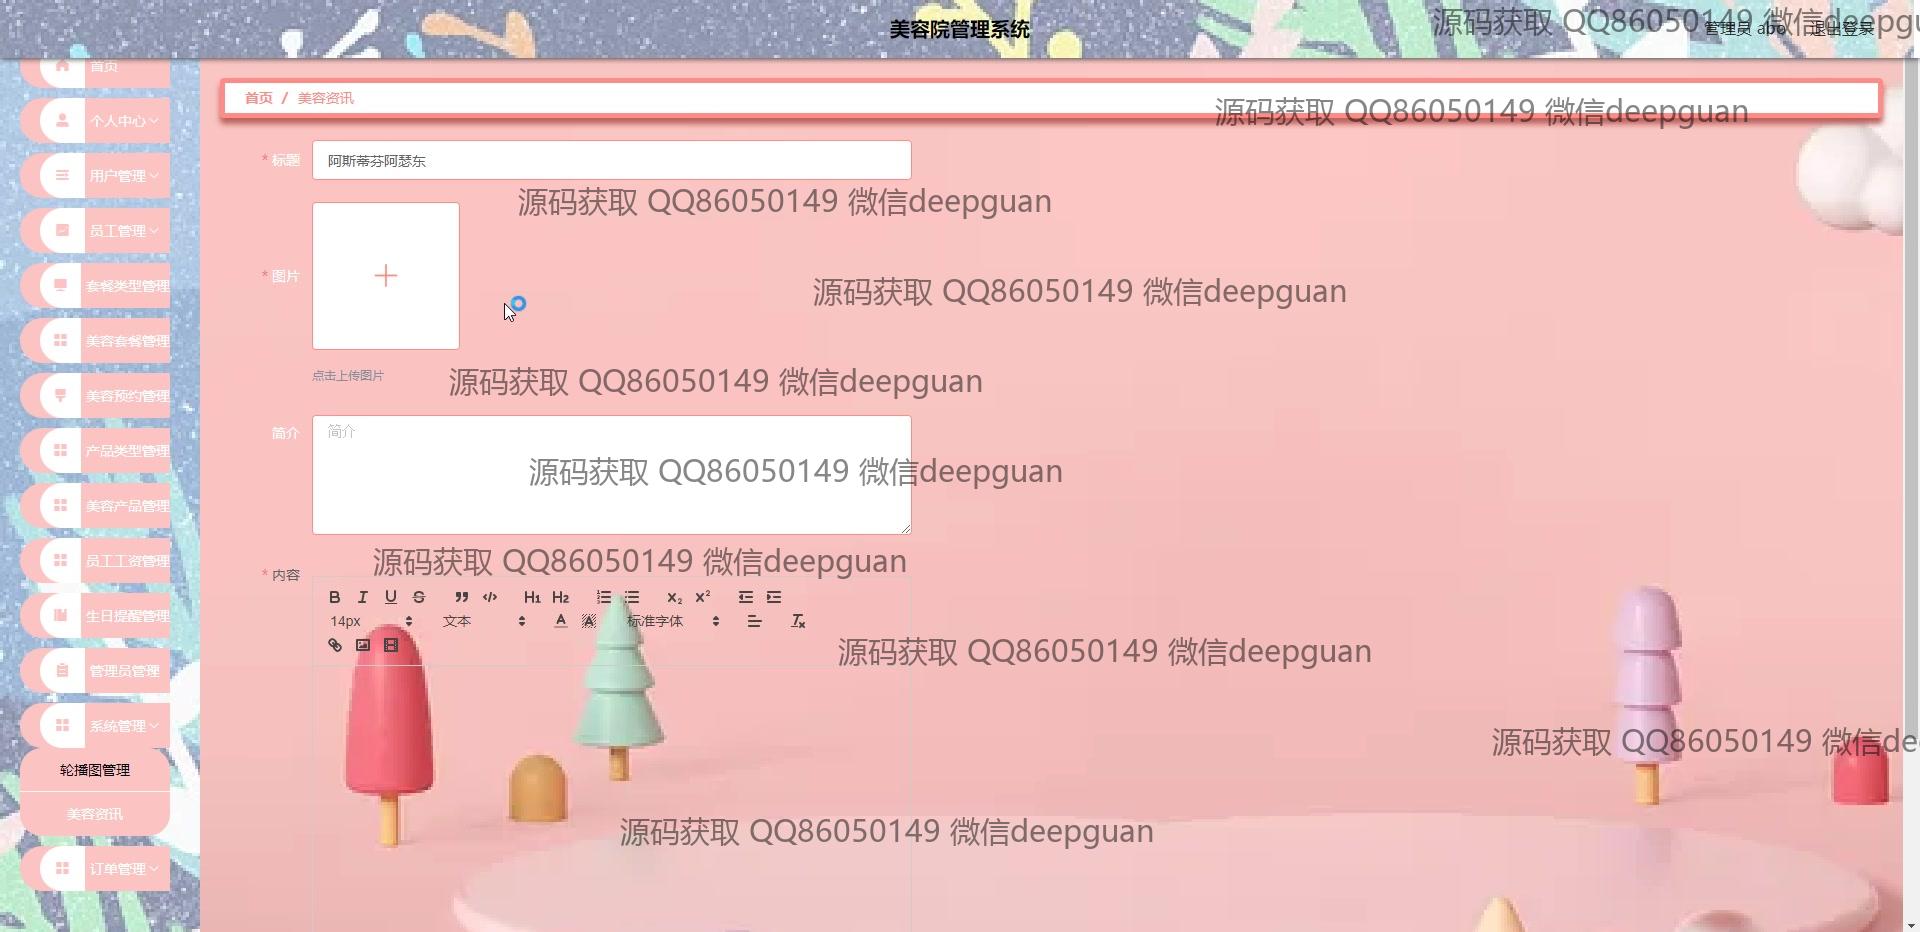 美容院管理系统
源码获取 QQ86050149 微信deepgu
管理员 abo
退出登录
首页
个人中心
用户管理
员工管理
套餐类型管理
美容套餐管理
美容预约管理
产品类型管理
美容产品管理
员工工资管理
生日提醒管理
管理员管理
系统管理
轮播图管理
美容资讯
订单管理
首页 / 美容资讯
源码获取 QQ86050149 微信deepguan
* 标题 阿斯蒂芬阿瑟东
源码获取 QQ86050149 微信deepguan
* 图片
源码获取 QQ86050149 微信deepguan
点击上传图片
源码获取 QQ86050149 微信deepguan
简介 简介
源码获取 QQ86050149 微信deepguan
源码获取 QQ86050149 微信deepguan
* 内容
B I U S H1 H2 X2 X2
14px 文本 A A 标准字体 Tx
源码获取 QQ86050149 微信deepguan
源码获取 QQ86050149 微信de
源码获取 QQ86050149 微信deepguan